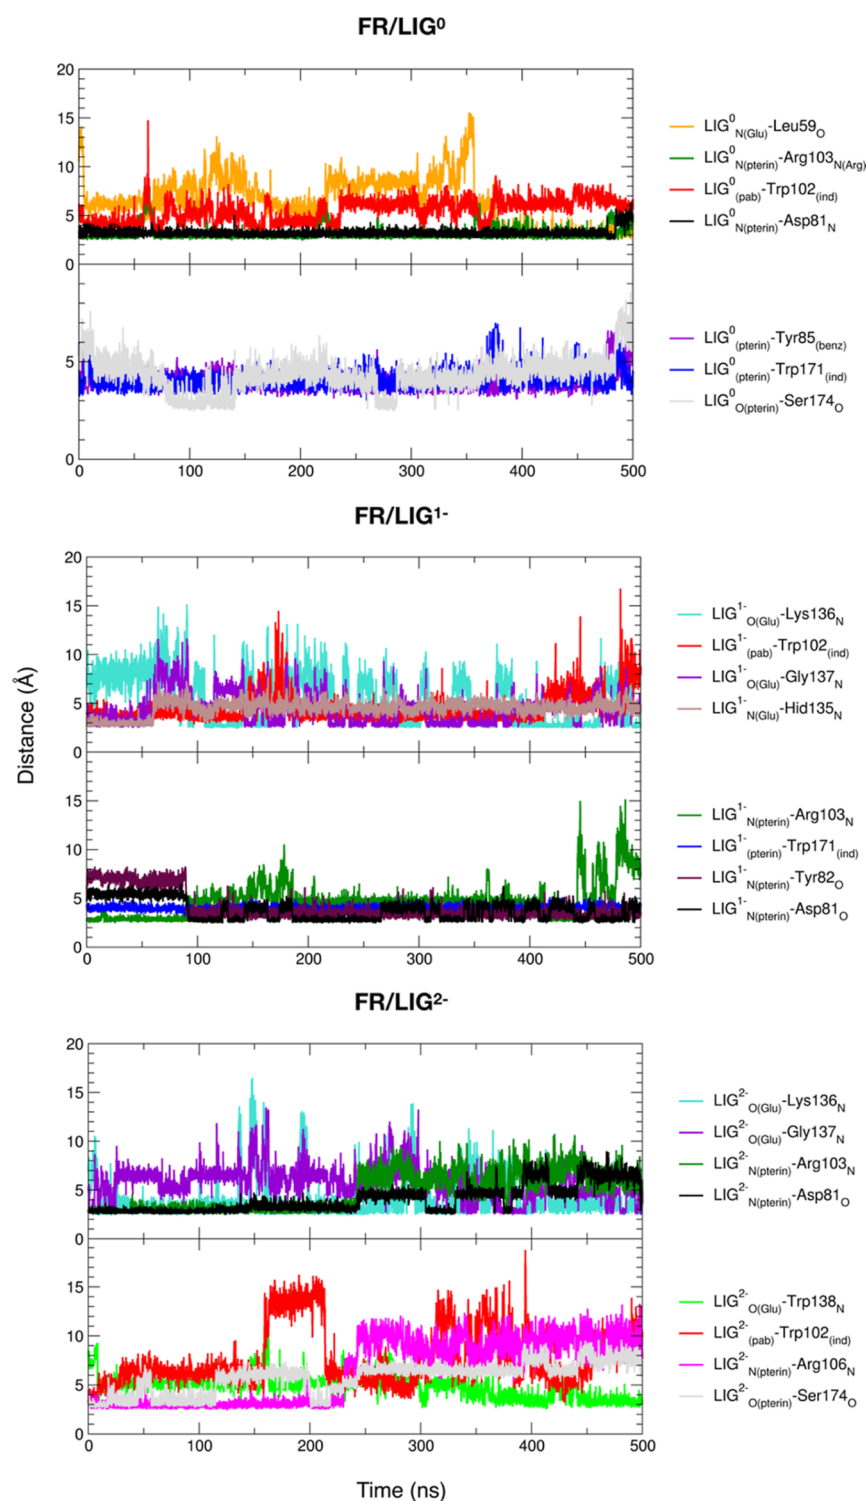 FR/LIG⁰
20
15
10
5
0
LIG⁰N(Glu)-Leu59O
LIG⁰N(pterin)-Arg103N(Arg)
LIG⁰(pab)-Trp102(ind)
LIG⁰N(pterin)-Asp81N
5
0
LIG⁰(pterin)-Tyr85(benz)
LIG⁰(pterin)-Trp171(ind)
LIG⁰O(pterin)-Ser174O
0 100 200 300 400 500
FR/LIG¹⁻
20
15
10
5
0
LIG¹⁻O(Glu)-Lys136N
LIG¹⁻(pab)-Trp102(ind)
LIG¹⁻O(Glu)-Gly137N
LIG¹⁻N(Glu)-Hid135N
Distance (Å)
15
10
5
0
LIG¹⁻N(pterin)-Arg103N
LIG¹⁻(pterin)-Trp171(ind)
LIG¹⁻N(pterin)-Tyr82O
LIG¹⁻N(pterin)-Asp81O
0 100 200 300 400 500
FR/LIG²⁻
20
15
10
5
0
LIG²⁻O(Glu)-Lys136N
LIG²⁻O(Glu)-Gly137N
LIG²⁻N(pterin)-Arg103N
LIG²⁻N(pterin)-Asp81O
15
10
5
0
LIG²⁻O(Glu)-Trp138N
LIG²⁻(pab)-Trp102(ind)
LIG²⁻N(pterin)-Arg106N
LIG²⁻O(pterin)-Ser174O
0 100 200 300 400 500
Time (ns)